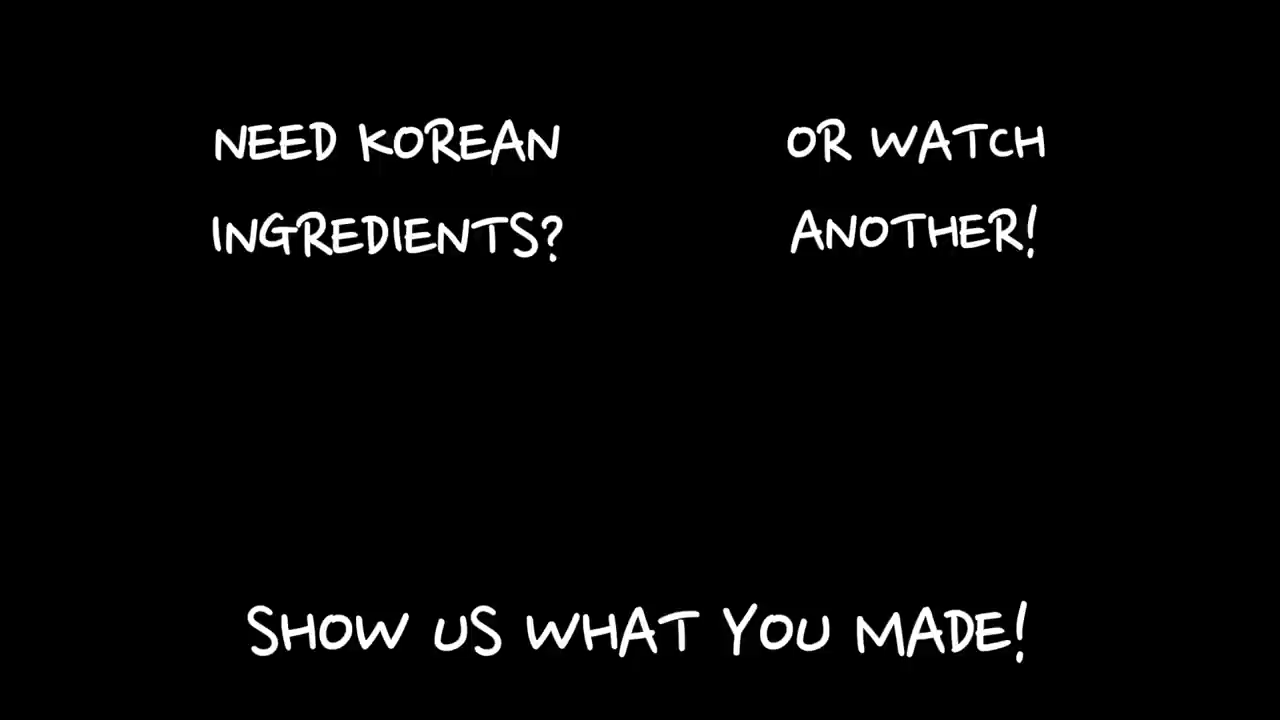 NEED KOREAN
INGREDIENTS?
OR WATCH
ANOTHER!
SHOW US WHAT YOU MADE!